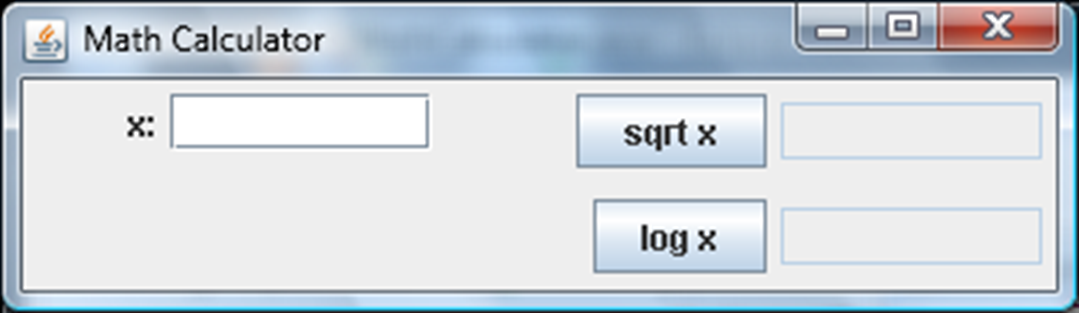 Math Calculator
x: sqrt x
log x